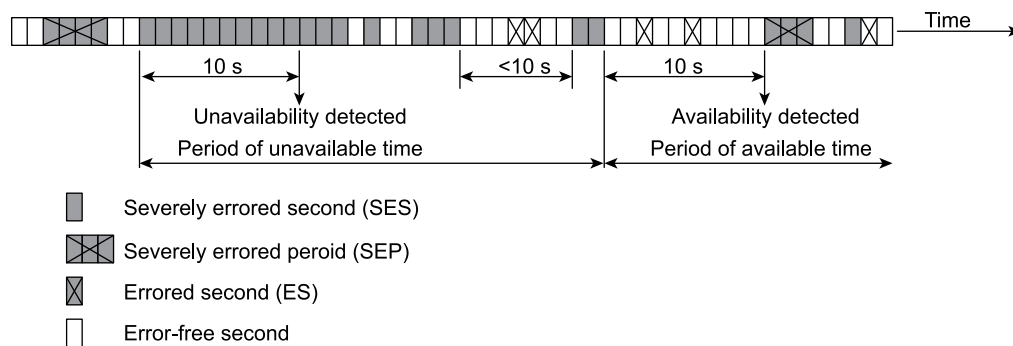 Time
10 s
<10 s
10 s
Unavailability detected
Availability detected
Period of unavailable time
Period of available time
Severely errored second (SES)
Severely errored peroid (SEP)
Errored second (ES)
Error-free second